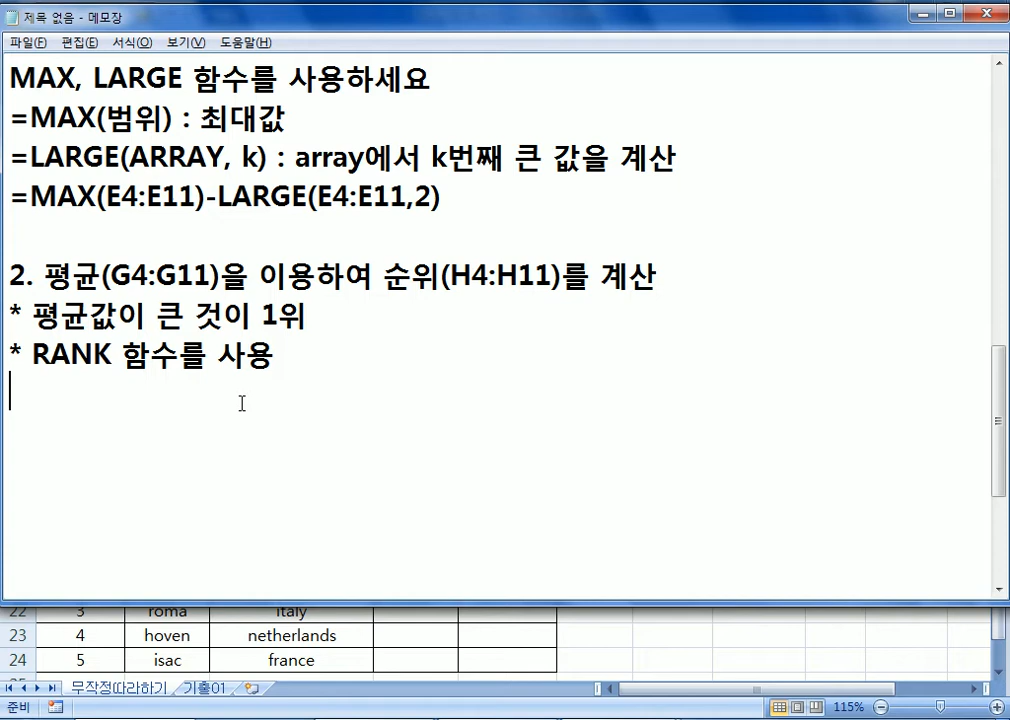 제목 없음 - 메모장
파일(F) 편집(E) 서식(O) 보기(V) 도움말(H)
MAX, LARGE 함수를 사용하세요
=MAX(범위) : 최대값
=LARGE(ARRAY, k) : array에서 k번째 큰 값을 계산
=MAX(E4:E11)-LARGE(E4:E11,2)
2. 평균(G4:G11)을 이용하여 순위(H4:H11)를 계산
* 평균값이 큰 것이 1위
* RANK 함수를 사용
22 3 roma italy
23 4 hoven netherlands
24 5 isac france
무작정따라하기 기출01
준비 115%